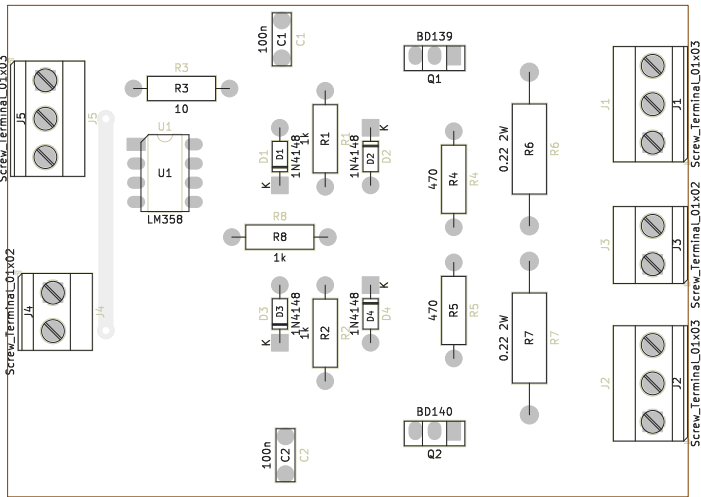 100n
C1
C1
BD139
Q1
Screw_Terminal_01x03
J5
J5
R3
R3
10
U1
U1
LM358
D1
D1
1N4148
K
1k
R1
R1
1N4148
D2
D2
K
470
R4
R4
0.22 2W
R6
R6
J1
J1
Screw_Terminal_01x03
R8
R8
1k
J3
J3
Screw_Terminal_01x02
Screw_Terminal_01x02
J4
J4
D3
D3
1N4148
K
1k
R2
R2
1N4148
D4
D4
K
470
R5
R5
0.22 2W
R7
R7
J2
J2
Screw_Terminal_01x03
100n
C2
C2
BD140
Q2